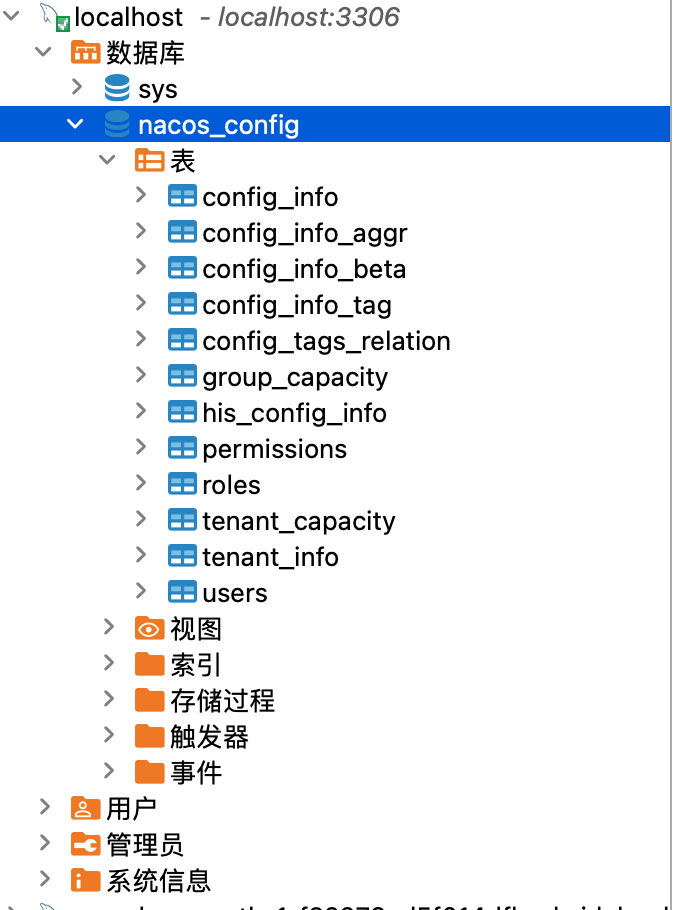 localhost - localhost:3306
数据库
sys
nacos_config
表
config_info
config_info_aggr
config_info_beta
config_info_tag
config_tags_relation
group_capacity
his_config_info
permissions
roles
tenant_capacity
tenant_info
users
视图
索引
存储过程
触发器
事件
用户
管理员
系统信息